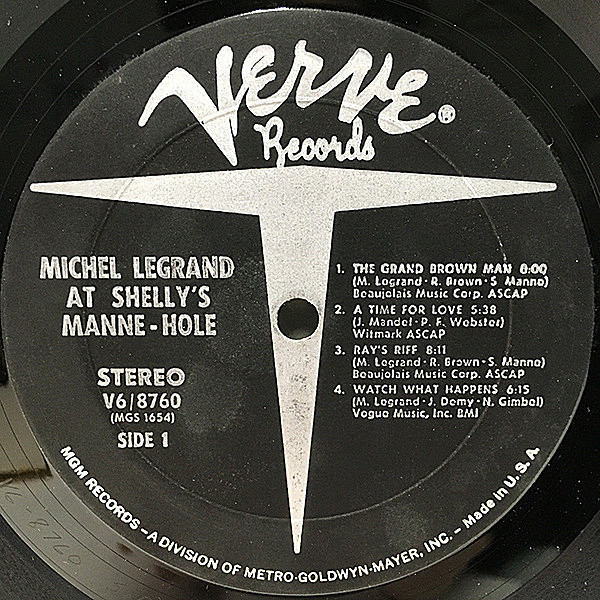 Verve®
Records
MICHEL LEGRAND
AT SHELLY'S
MANNE-HOLE
STEREO
V6/8760
(MGS 1654)
SIDE 1
1. THE GRAND BROWN MAN 8:00
(M. Legrand · R. Brown · S. Manne)
Beaujolais Music Corp. ASCAP
2. A TIME FOR LOVE 5:38
(J. Mandel · P. F. Webster)
Witmark ASCAP
3. RAY'S RIFF 8:11
(M. Legrand · R. Brown · S. Manne)
Beaujolais Music Corp. ASCAP
4. WATCH WHAT HAPPENS 6:15
(M. Legrand · J. Demy · N. Gimbel)
Vogue Music, Inc. BMI
MGM RECORDS – A DIVISION OF METRO-GOLDWYN-MAYER, INC. – Made in U.S.A.